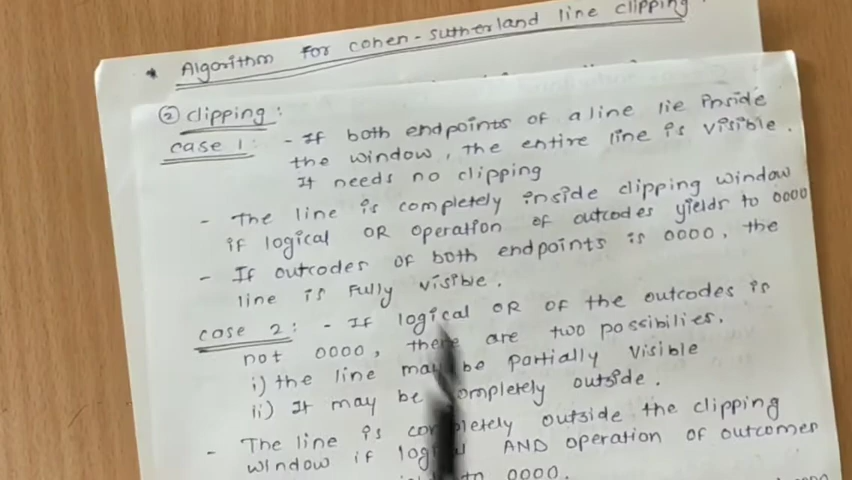 * Algorithm for cohen-sutherland line clipping.
② clipping:
case 1: - If both endpoints of a line lie inside
the window, the entire line is visible.
It needs no clipping
- The line is completely inside clipping window
if logical OR operation of outcodes yields to 0000
- If outcodes of both endpoints is 0000, the
line is fully visible.
case 2: - If logical OR of the outcodes is
not 0000, there are two possibilies.
i) the line may be partially visible
ii) It may be completely outside.
- The line is completely outside the clipping
window if logical AND operation of outcomes
to 0000.